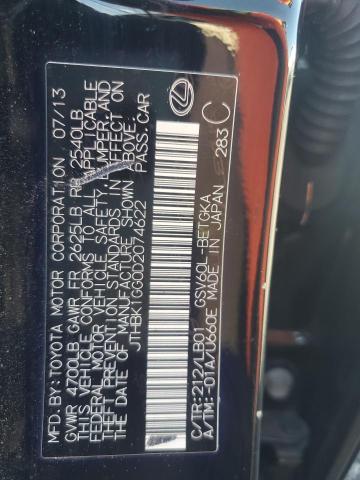 MFD. BY: TOYOTA MOTOR CORPORATION 07/13
GVWR 4700LB GAWR FR 2625LB RR 2540LB
THIS VEHICLE CONFORMS TO ALL APPLICABLE
FEDERAL MOTOR VEHICLE SAFETY, BUMPER, AND
THEFT PREVENTION STANDARDS IN EFFECT ON
THE DATE OF MANUFACTURE SHOWN ABOVE.
JTHBK1GG0D2074622 PASS. CAR
283 C
C/TR:212/LB01 GSV60L-BETGKA
A/TM:-01A/U660E MADE IN JAPAN